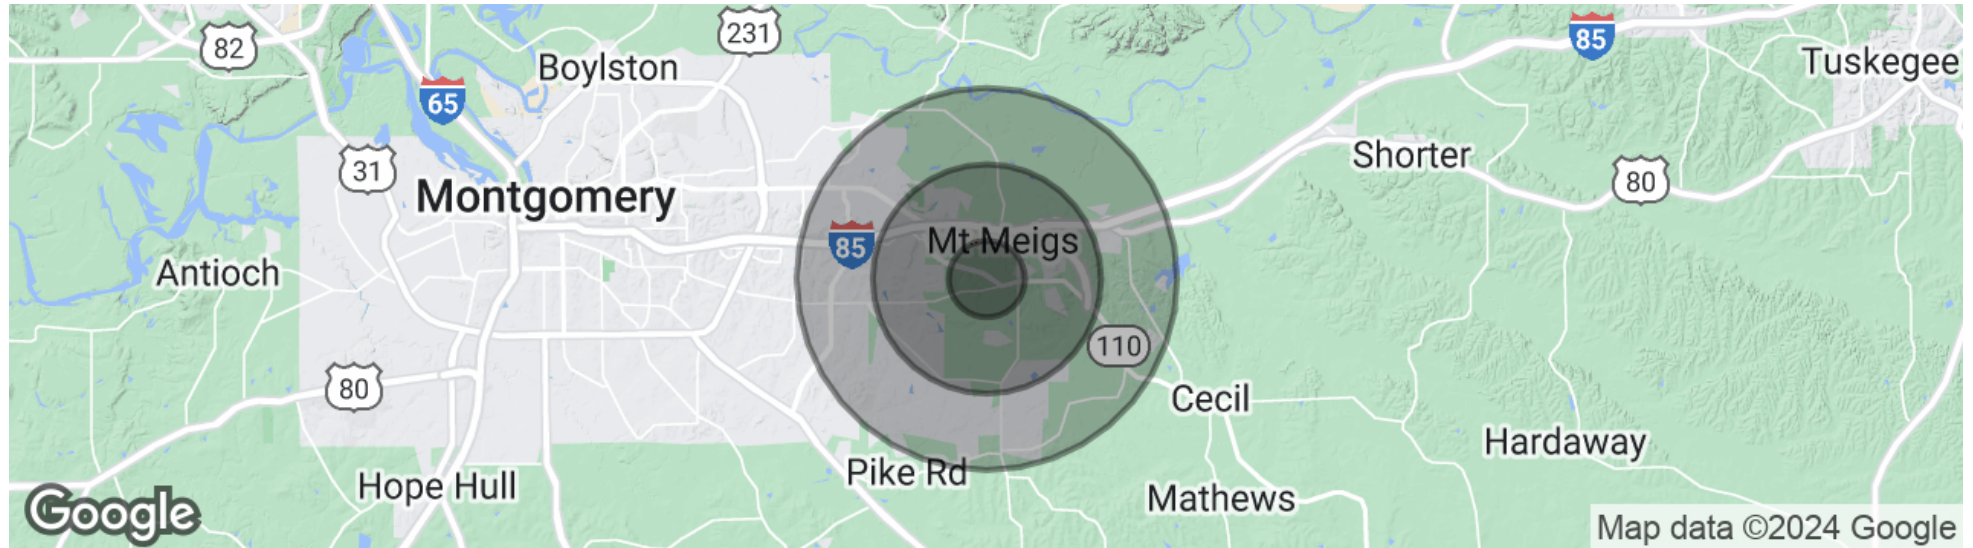 82
231
85
Tuskegee
Boylston
65
Shorter
31
80
Montgomery
85
Mt Meigs
Antioch
110
80
Cecil
Hardaway
Pike Rd
Hope Hull
Mathews
Google
Map data ©2024 Google